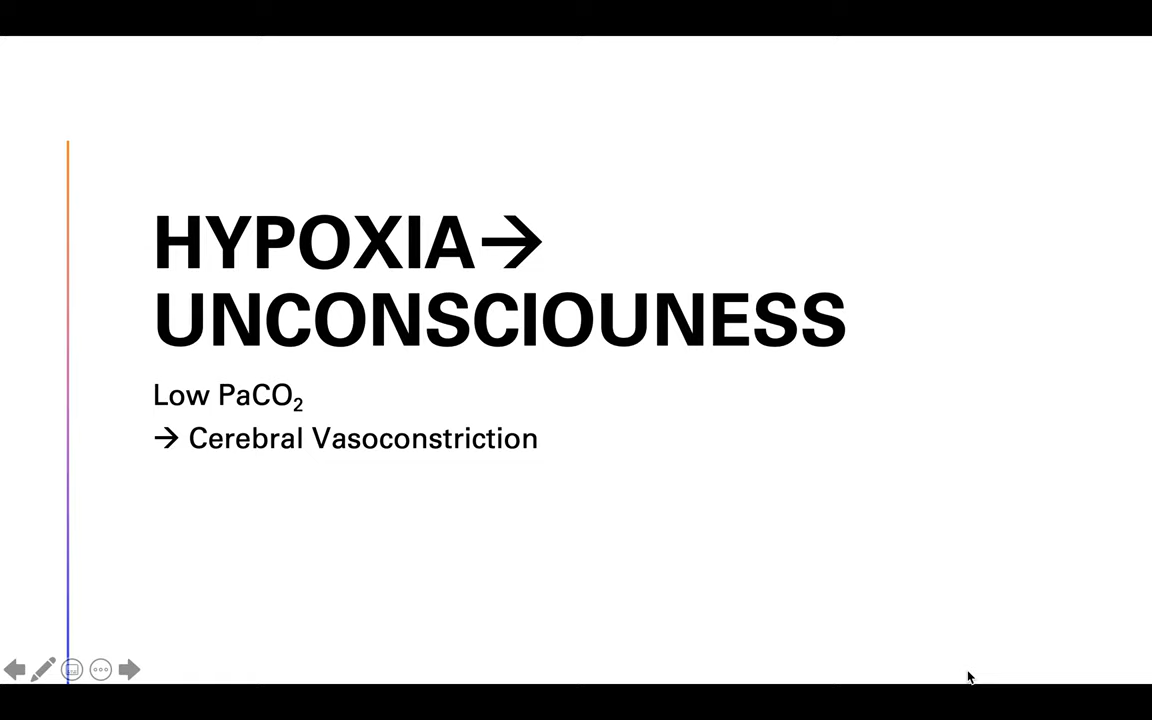 HYPOXIA→
UNCONSCIOUNESS
Low PaCO₂
→ Cerebral Vasoconstriction